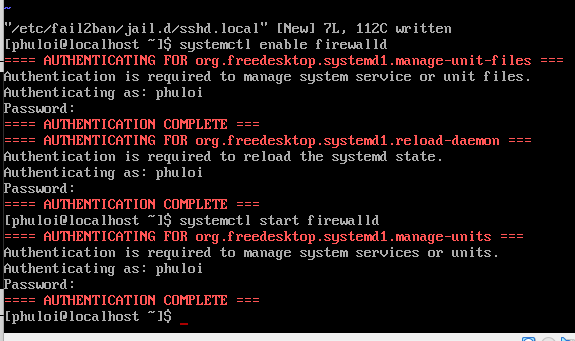 ~
"/etc/fail2ban/jail.d/sshd.local" [New] 7L, 112C written
[phuloi@localhost ~]$ systemctl enable firewalld
==== AUTHENTICATING FOR org.freedesktop.systemd1.manage-unit-files ===
Authentication is required to manage system service or unit files.
Authenticating as: phuloi
Password:
==== AUTHENTICATION COMPLETE ===
==== AUTHENTICATING FOR org.freedesktop.systemd1.reload-daemon ===
Authentication is required to reload the systemd state.
Authenticating as: phuloi
Password:
==== AUTHENTICATION COMPLETE ===
[phuloi@localhost ~]$ systemctl start firewalld
==== AUTHENTICATING FOR org.freedesktop.systemd1.manage-units ===
Authentication is required to manage system services or units.
Authenticating as: phuloi
Password:
==== AUTHENTICATION COMPLETE ===
[phuloi@localhost ~]$ _